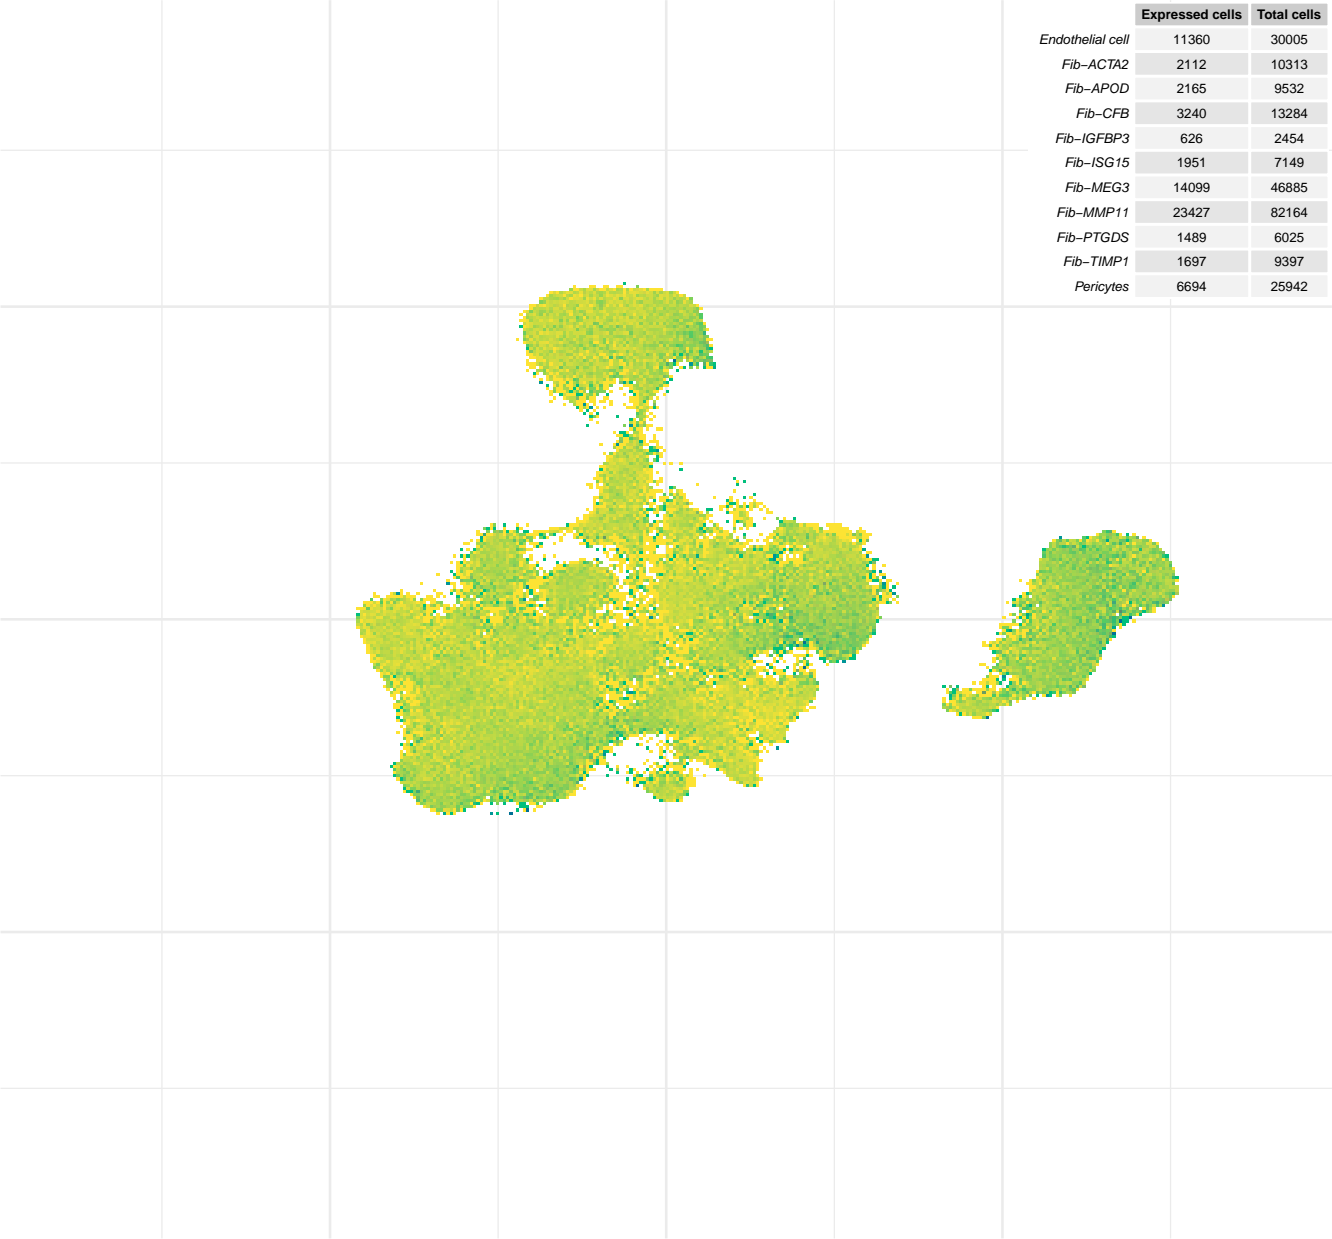 Expressed cells Total cells
Endothelial cell 11360 30005
Fib−ACTA2 2112 10313
Fib−APOD 2165 9532
Fib−CFB 3240 13284
Fib−IGFBP3 626 2454
Fib−ISG15 1951 7149
Fib−MEG3 14099 46885
Fib−MMP11 23427 82164
Fib−PTGDS 1489 6025
Fib−TIMP1 1697 9397
Pericytes 6694 25942